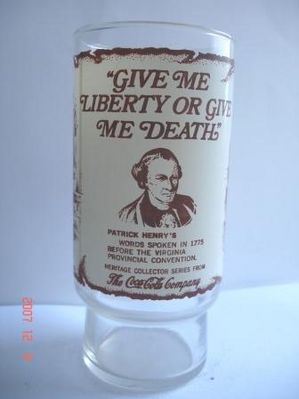 "GIVE ME
LIBERTY OR GIVE
ME DEATH."
PATRICK HENRY'S
WORDS SPOKEN IN 1775
BEFORE THE VIRGINIA
PROVINCIAL CONVENTION.
HERITAGE COLLECTOR SERIES FROM
The Coca-Cola Company
2007 12